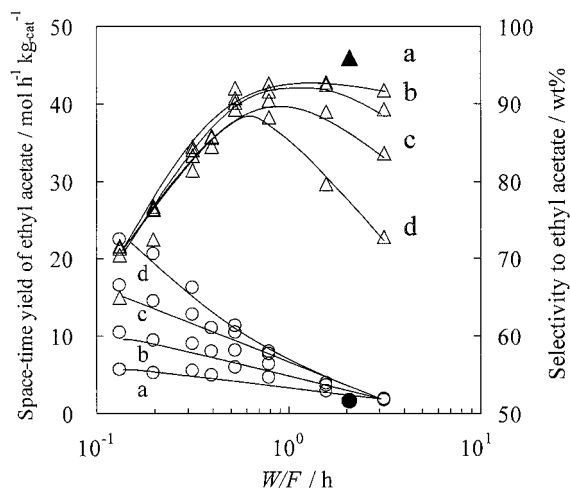 Space-time yield of ethyl acetate / mol h⁻¹ kg-cat⁻¹
50
40
30
20
10
0
100
90
80
70
60
50
Selectivity to ethyl acetate / wt%
a
b
c
d
d
c
b
a
10⁻¹
10⁰
10¹
W/F / h